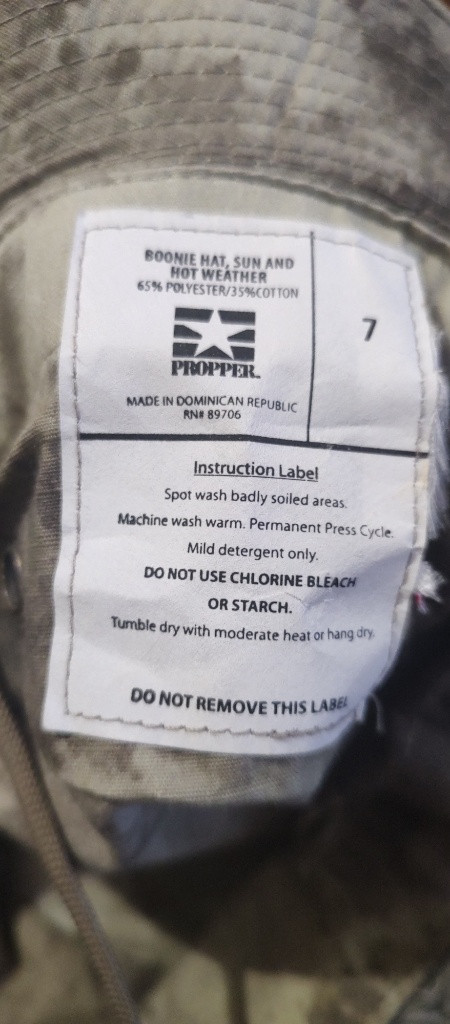 BOONIE HAT, SUN AND
HOT WEATHER
65% POLYESTER/35%COTTON
PROPPER™
MADE IN DOMINICAN REPUBLIC
RN# 89706
7
Instruction Label
Spot wash badly soiled areas.
Machine wash warm. Permanent Press Cycle.
Mild detergent only.
DO NOT USE CHLORINE BLEACH
OR STARCH.
Tumble dry with moderate heat or hang dry.
DO NOT REMOVE THIS LABEL